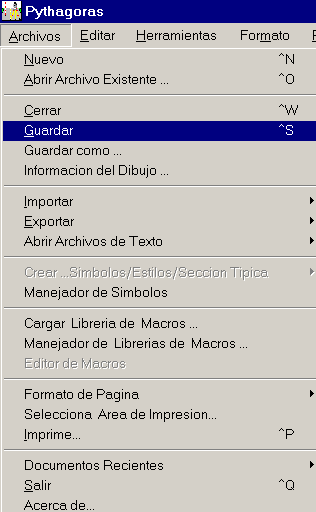 Pythagoras
Archivos Editar Herramientas Formato
Nuevo ^N
Abrir Archivo Existente ... ^O
Cerrar ^W
Guardar ^S
Guardar como ...
Informacion del Dibujo ...
Importar
Exportar
Abrir Archivos de Texto
Crear ...Simbolos/Estilos/Seccion Tipica
Manejador de Simbolos
Cargar Libreria de Macros ...
Manejador de Librerias de Macros ...
Editor de Macros
Formato de Pagina
Selecciona Area de Impresion...
Imprime... ^P
Documentos Recientes
Salir ^Q
Acerca de...